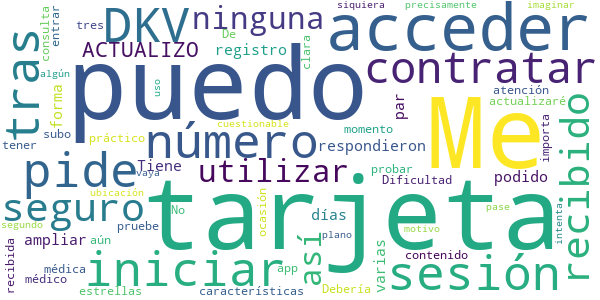 siquiera precisamente imaginar
consulta entrar tres DKV ninguna De acceder
ACTUALIZO registro clara
tras forma puedo contratar algún uso
atención actualizaré
subo tener práctico número momento respondieron par Me importa recibido
cuestionable
pide Tiene utilizar probar podido
vaya ubicación No Dificultad
seguro tarjeta pase
segundo aún ocasión días plano motivo intenta
ampliar así pruebe varias
recibida médica iniciar app contenido sesión
médico estrellas características Debería